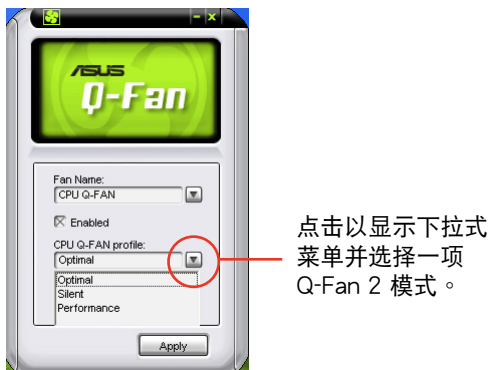 ASUS
Q-Fan
Fan Name:
CPU Q-FAN
Enabled
CPU Q-FAN profile:
Optimal
Optimal
Silent
Performance
Apply
点击以显示下拉式
菜单并选择一项
Q-Fan 2 模式。